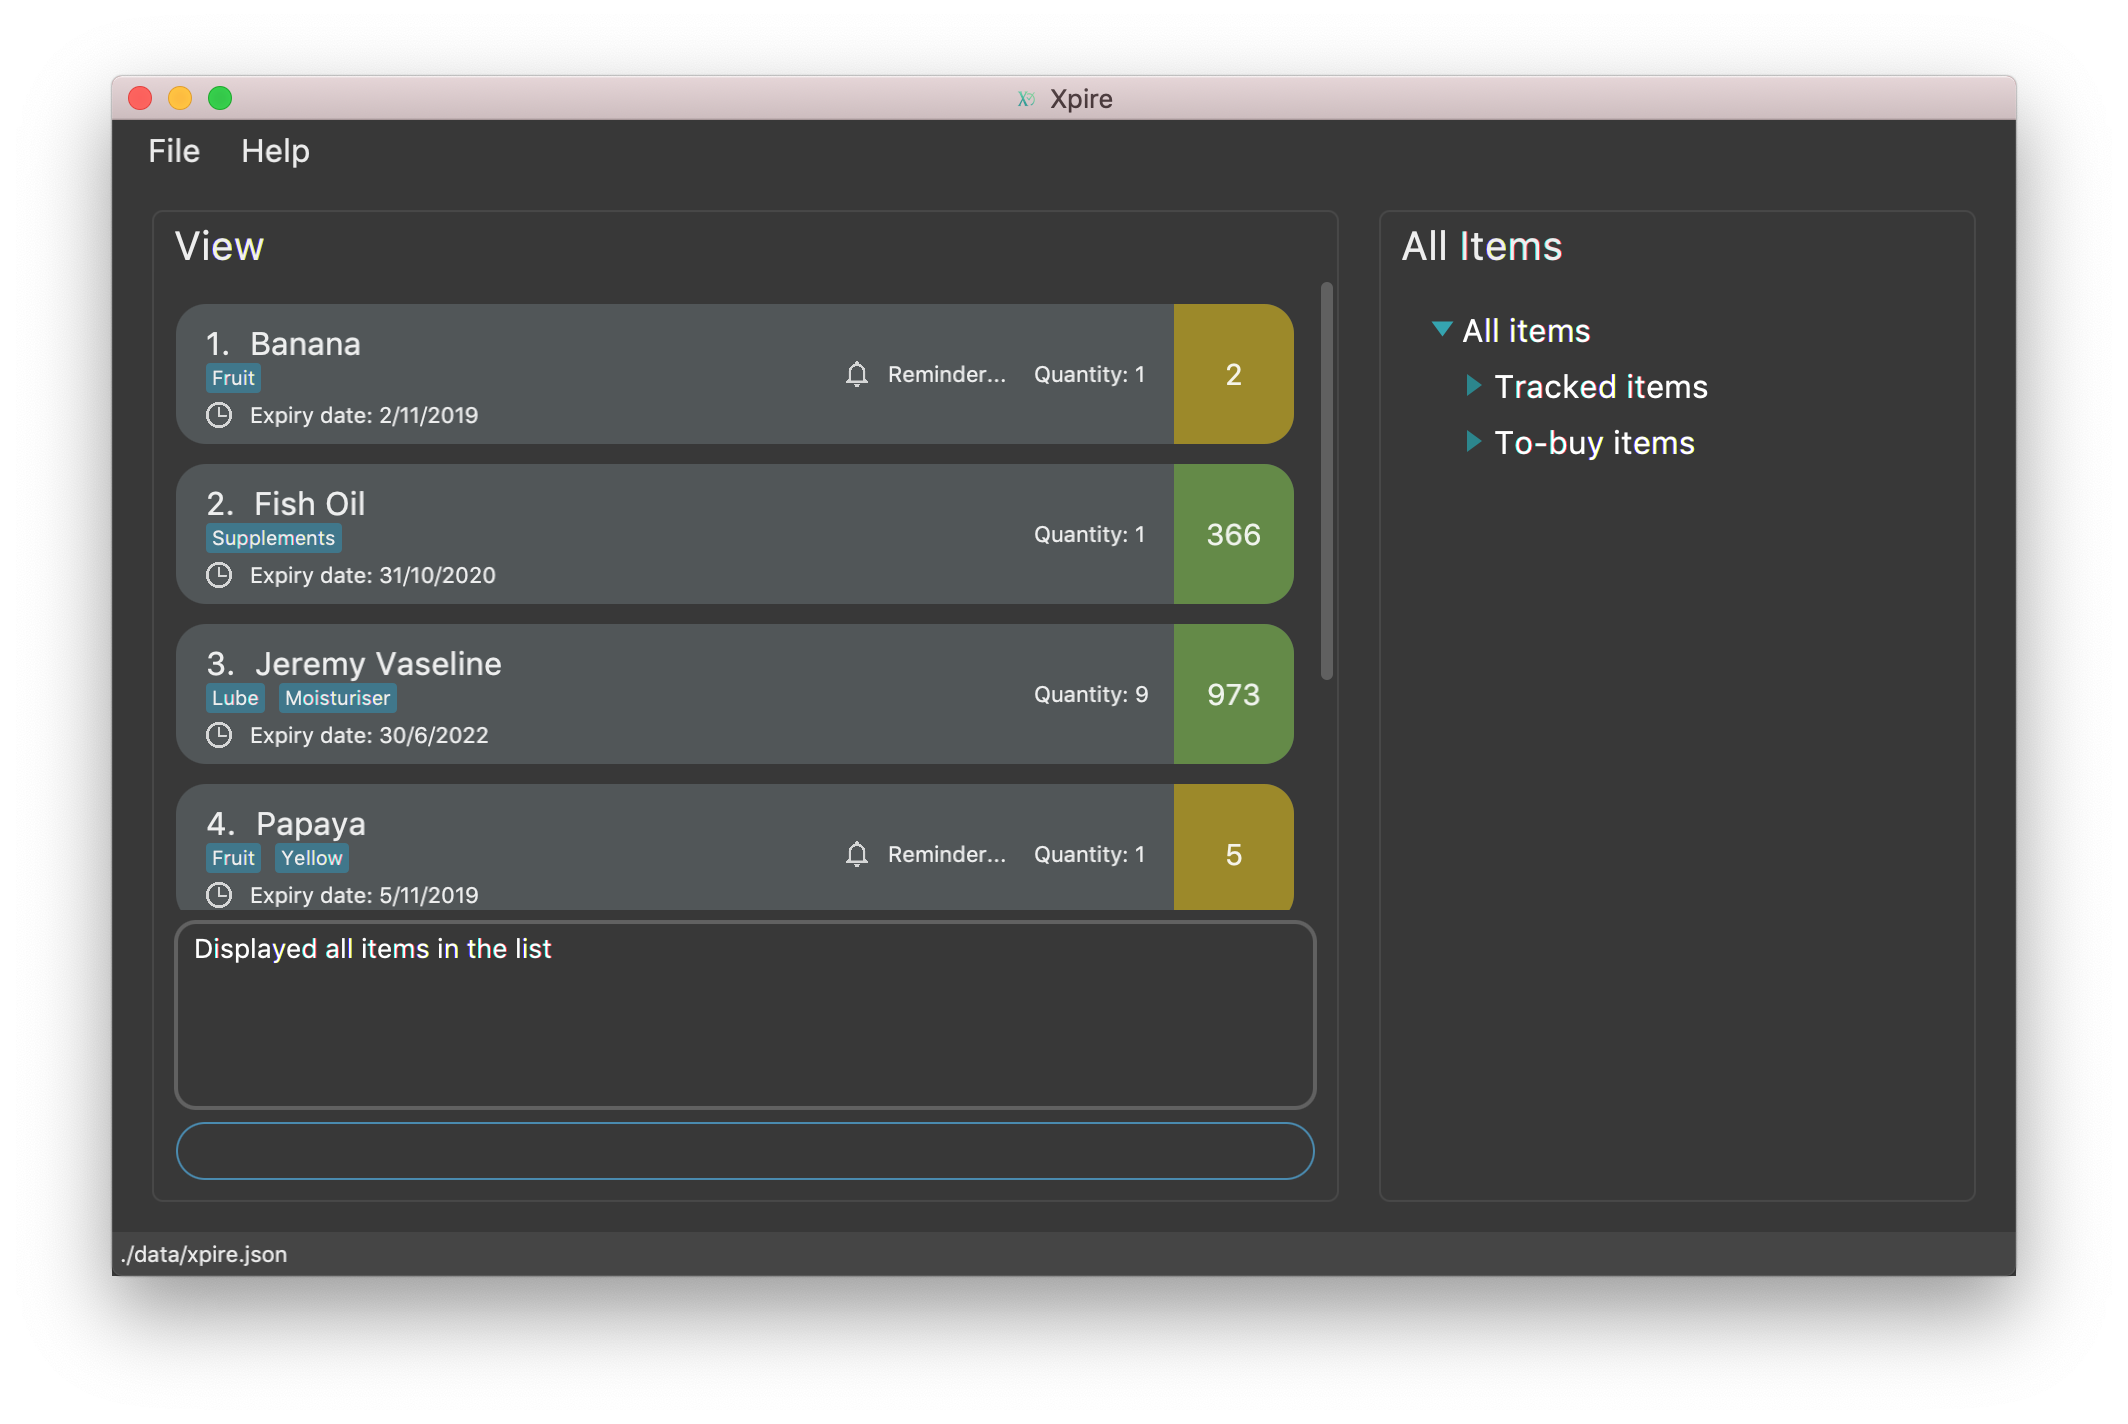 Xpire
File Help
View
1. Banana
Fruit
Expiry date: 2/11/2019
Reminder... Quantity: 1
2
2. Fish Oil
Supplements
Expiry date: 31/10/2020
Quantity: 1
366
3. Jeremy Vaseline
Lube Moisturiser
Expiry date: 30/6/2022
Quantity: 9
973
4. Papaya
Fruit Yellow
Expiry date: 5/11/2019
Reminder... Quantity: 1
5
Displayed all items in the list
All Items
All items
Tracked items
To-buy items
./data/xpire.json